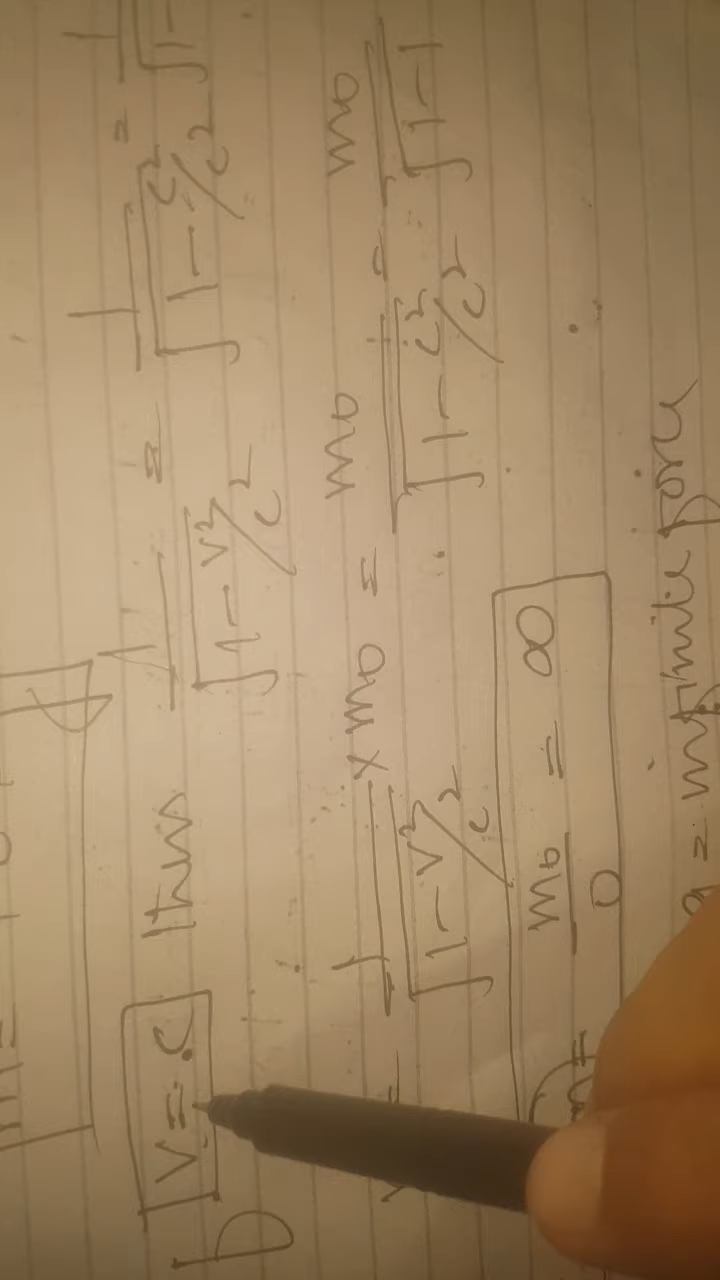 D V = C then 1/√1-v²/c² = 1/√1-c²/c² = 1/√1-
= 1/√1-v²/c² × m₀ = m₀/√1-c²/c² = m₀/√1-1
m₀/0 = ∞
= infinite force